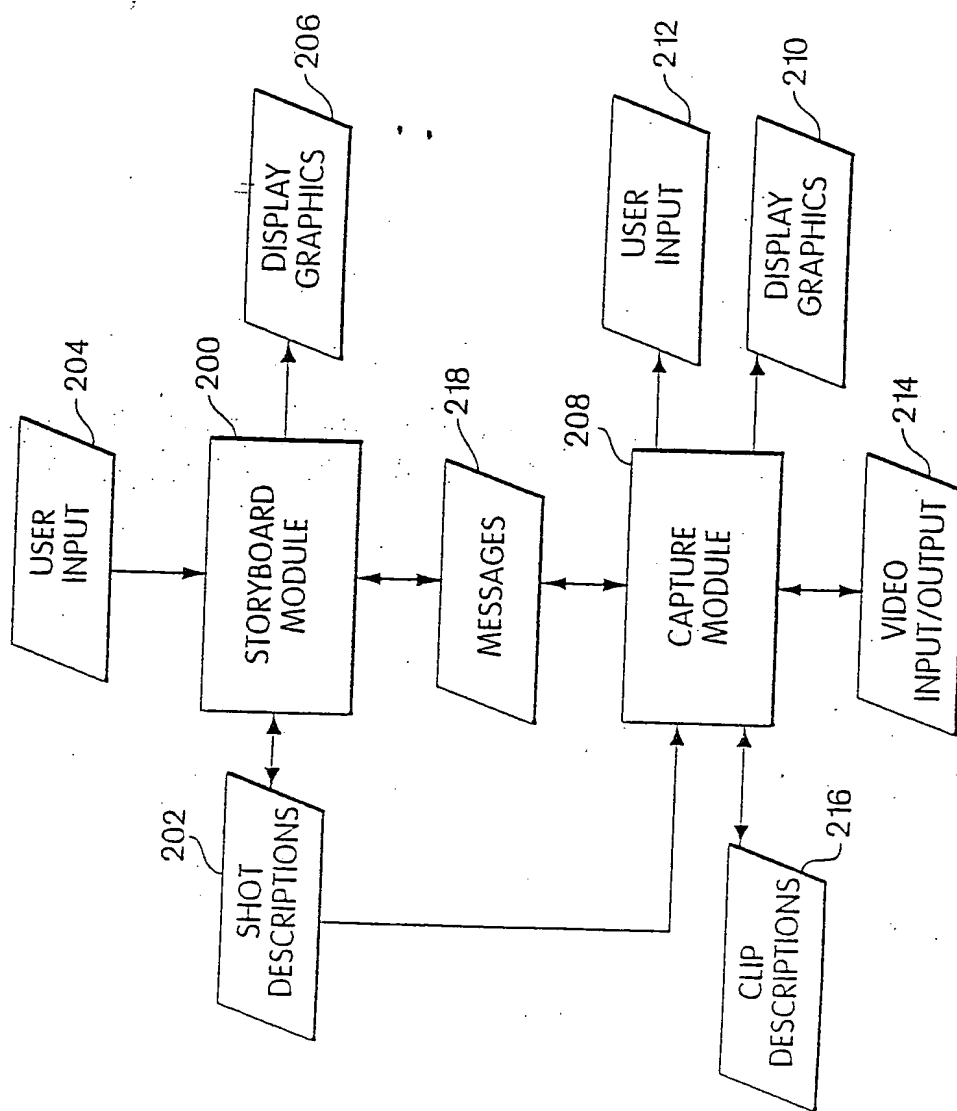 204
USER
INPUT
202
SHOT
DESCRIPTIONS
200
STORYBOARD
MODULE
206
DISPLAY
GRAPHICS
218
MESSAGES
208
CAPTURE
MODULE
212
USER
INPUT
210
DISPLAY
GRAPHICS
216
CLIP
DESCRIPTIONS
214
VIDEO
INPUT/OUTPUT